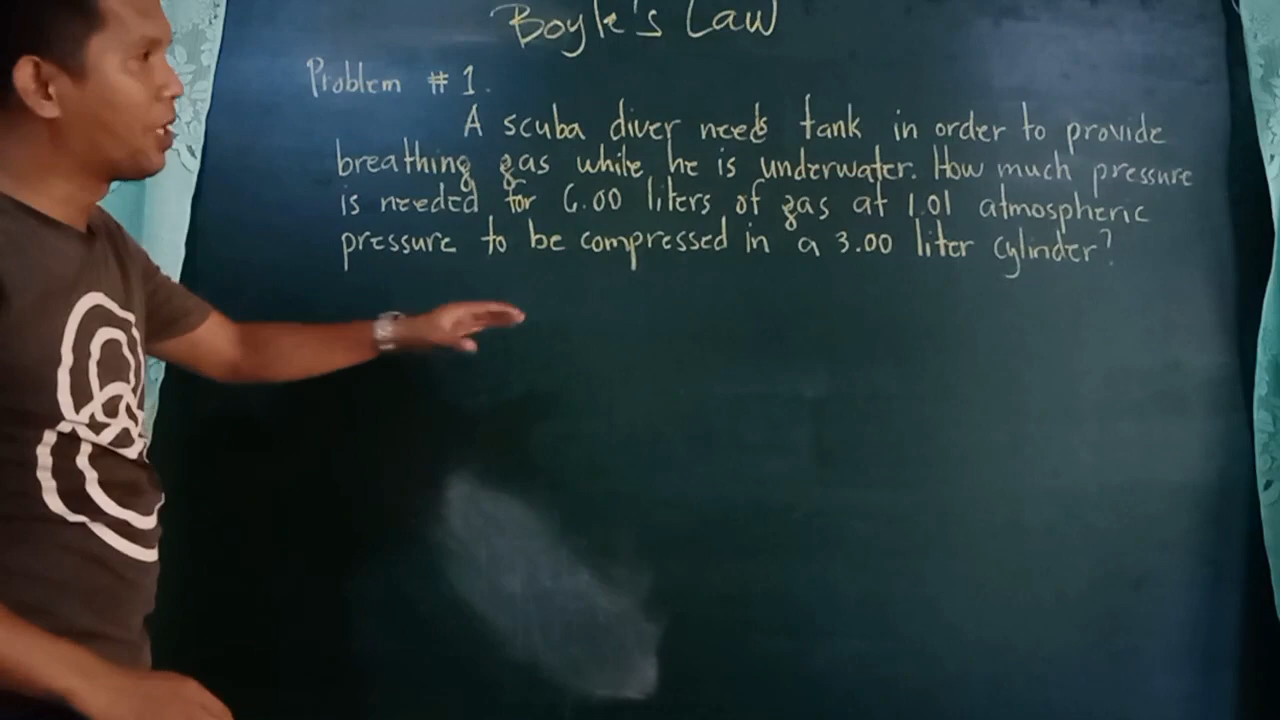 Boyle's Law
Problem # 1.
A scuba diver needs tank in order to provide
breathing gas while he is underwater. How much pressure
is needed for 6.00 liters of gas at 1.01 atmospheric
pressure to be compressed in a 3.00 liter cylinder?